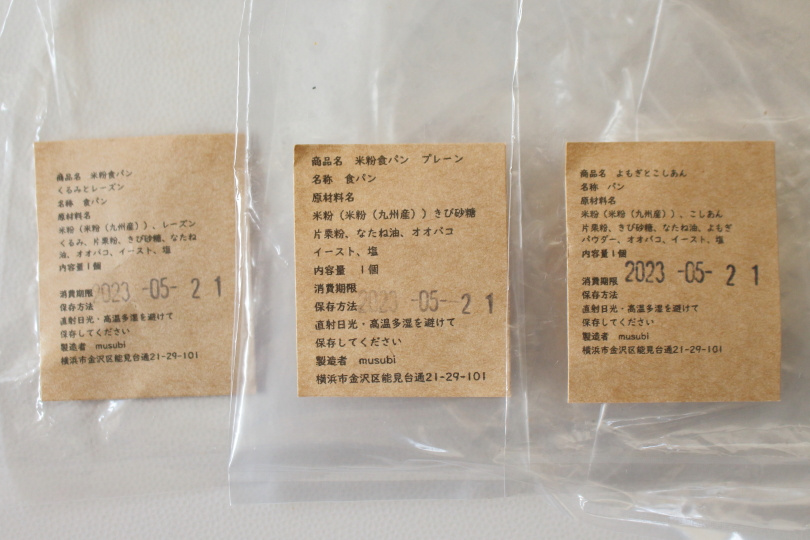 商品名 米粉食パン
くるみとレーズン
名称 食パン
原材料名
米粉（米粉（九州産））、レーズン
くるみ、片栗粉、きび砂糖、なたね
油、オオバコ、イースト、塩
内容量1個
消費期限 2023 -05- 21
保存方法
直射日光・高温多湿を避けて
保存してください
製造者 musubi
横浜市金沢区能見台通21-29-101
商品名 米粉食パン プレーン
名称 食パン
原材料名
米粉（米粉（九州産））きび砂糖
片栗粉、なたね油、オオバコ
イースト、塩
内容量 1個
消費期限
保存方法 2023 -05- 21
直射日光・高温多湿を避けて
保存してください
製造者 musubi
横浜市金沢区能見台通21-29-101
商品名 よもぎとこしあん
名称 パン
原材料名
米粉（米粉（九州産））、こしあん
片栗粉、きび砂糖、なたね油、よもぎ
パウダー、オオバコ、イースト、塩
内容量1個
消費期限 2023 -05- 21
保存方法
直射日光・高温多湿を避けて
保存してください
製造者 musubi
横浜市金沢区能見台通21-29-101